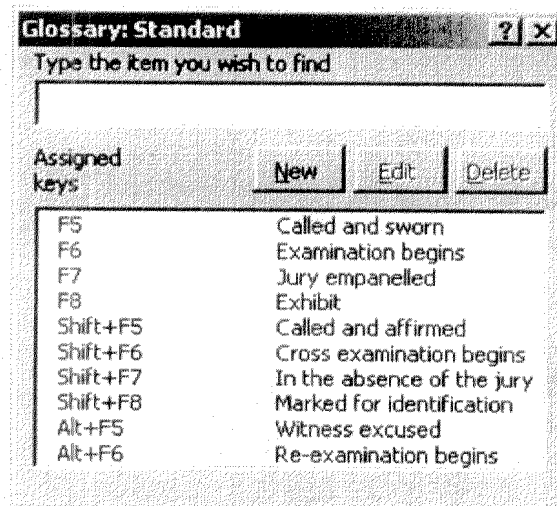 Glossary: Standard ? ×
Type the item you wish to find
Assigned keys New Edit Delete
F5 Called and sworn
F6 Examination begins
F7 Jury empanelled
F8 Exhibit
Shift+F5 Called and affirmed
Shift+F6 Cross examination begins
Shift+F7 In the absence of the jury
Shift+F8 Marked for identification
Alt+F5 Witness excused
Alt+F6 Re-examination begins